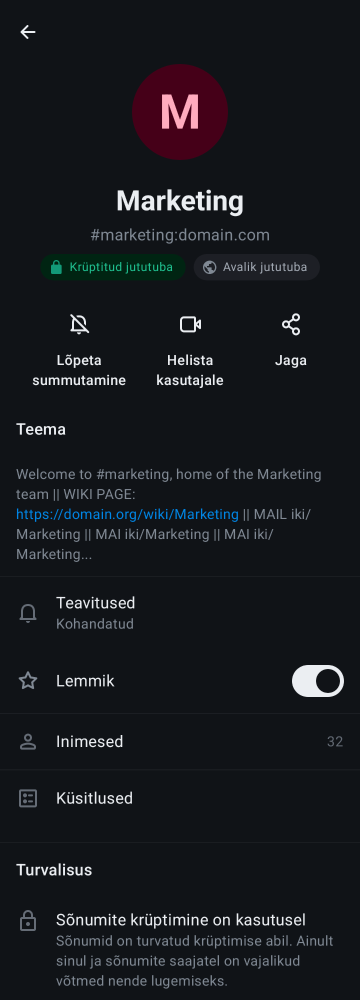 M
Marketing
#marketing:domain.com
Krüptitud jututuba
Avalik jututuba
Lõpeta
summutamine
Helista
kasutajale
Jaga
Teema
Welcome to #marketing, home of the Marketing
team || WIKI PAGE:
https://domain.org/wiki/Marketing || MAIL iki/
Marketing || MAI iki/Marketing || MAI iki/
Marketing...
Teavitused
Kohandatud
Lemmik
Inimesed
32
Küsitlused
Turvalisus
Sõnumite krüptimine on kasutusel
Sõnumid on turvatud krüptimise abil. Ainult
sinul ja sõnumite saajatel on vajalikud
võtmed nende lugemiseks.